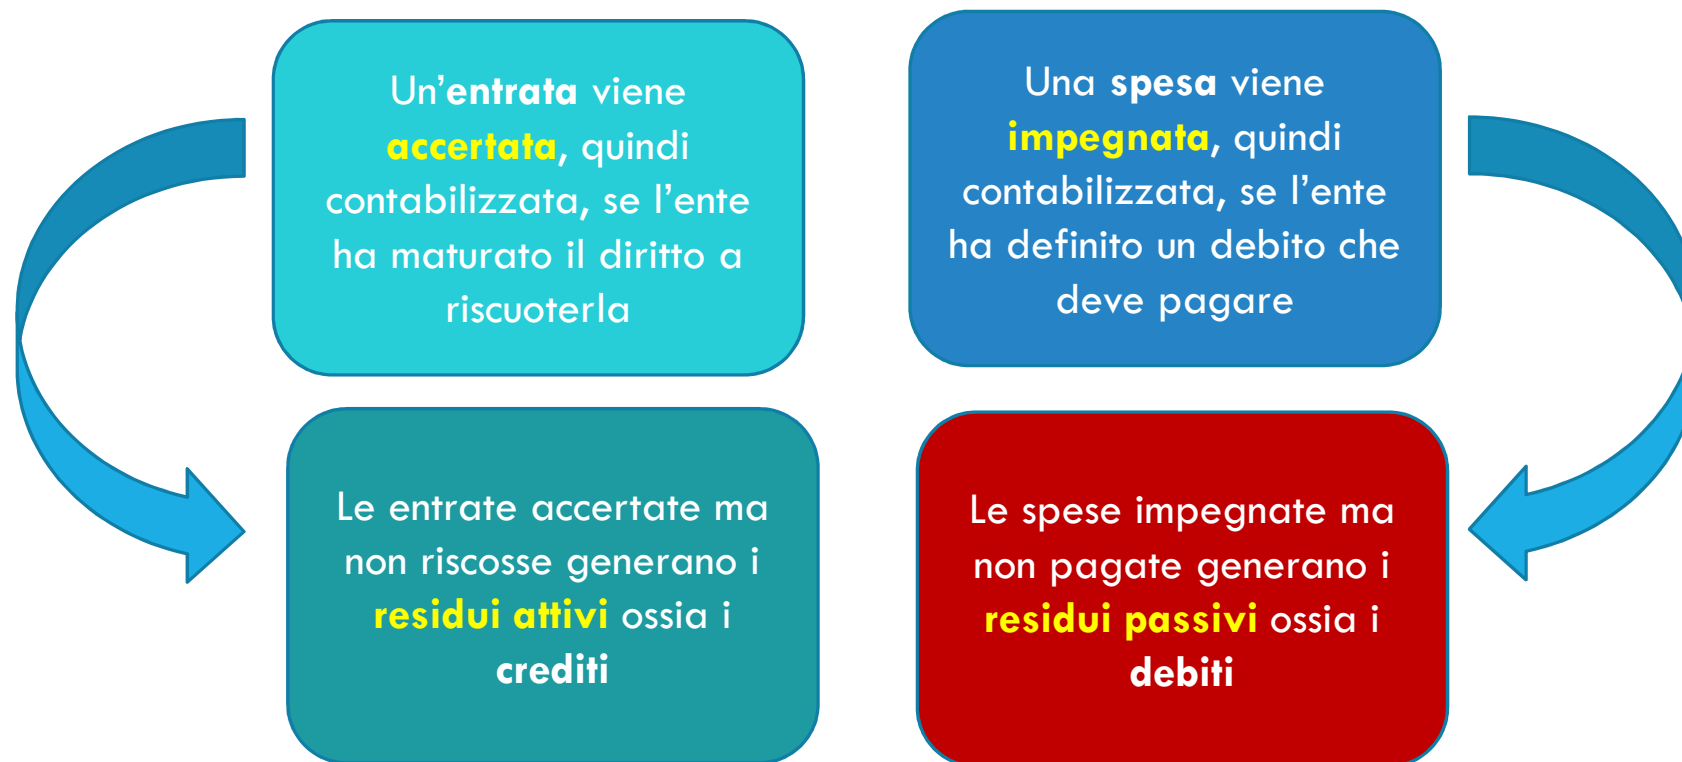 Un’entrata viene
accertata, quindi
contabilizzata, se l’ente
ha maturato il diritto a
riscuoterla
Una spesa viene
impegnata, quindi
contabilizzata, se l’ente
ha definito un debito che
deve pagare
Le entrate accertate ma
non riscosse generano i
residui attivi ossia i
crediti
Le spese impegnate ma
non pagate generano i
residui passivi ossia i
debiti